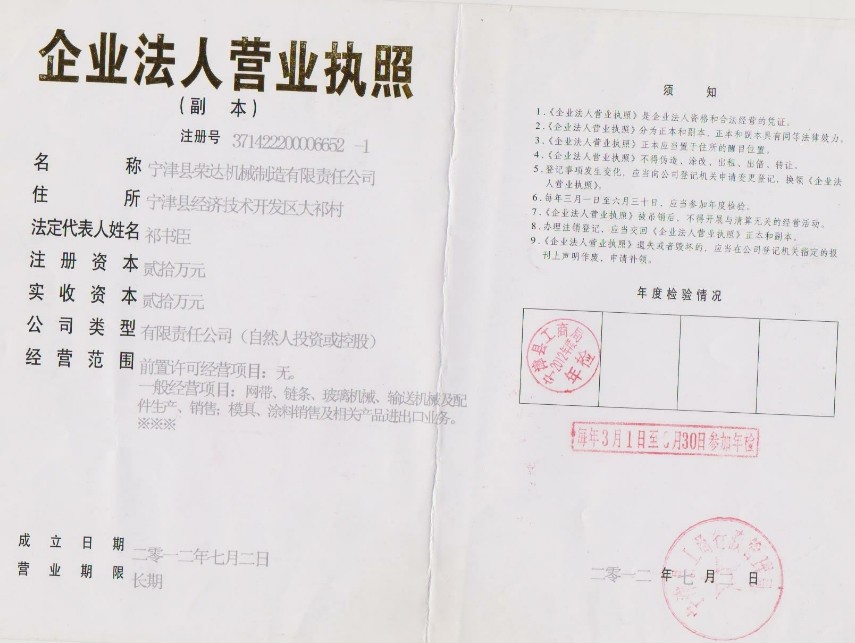 企业法人营业执照
(副 本)
注册号 371422200006652 -1
名 称 宁津县荣达机械制造有限责任公司
住 所 宁津县经济技术开发区大祁村
法定代表人姓名 祁书臣
注 册 资 本 贰拾万元
实 收 资 本 贰拾万元
公 司 类 型 有限责任公司（自然人投资或控股）
经 营 范 围 前置许可经营项目：无。
一般经营项目：网带、链条、玻璃机械、输送机械及配
件生产、销售；模具、涂料销售及相关产品进出口业务。
※※※
成 立 日 期 二零一二年七月二日
营 业 期 限 长期
须 知
1.《企业法人营业执照》是企业法人资格和合法经营的凭证。
2.《企业法人营业执照》分为正本和副本，正本和副本具有同等法律效力。
3.《企业法人营业执照》正本应当置于住所的醒目位置。
4.《企业法人营业执照》不得伪造、涂改、出租、出借、转让。
5.登记事项发生变化，应当向公司登记机关申请变更登记，换领《企业法
人营业执照》。
6.每年三月一日至六月三十日，应当参加年度检验。
7.《企业法人营业执照》被吊销后，不得开展与清算无关的经营活动。
8.办理注销登记，应当交回《企业法人营业执照》正本和副本。
9.《企业法人营业执照》遗失或者毁坏的，应当在公司登记机关指定的报
刊上声明作废，申请补领。
年度检验情况
县工商局
2012年度
年检
每年3月1日至6月30日参加年检
二零一二 年 七 月 二 日